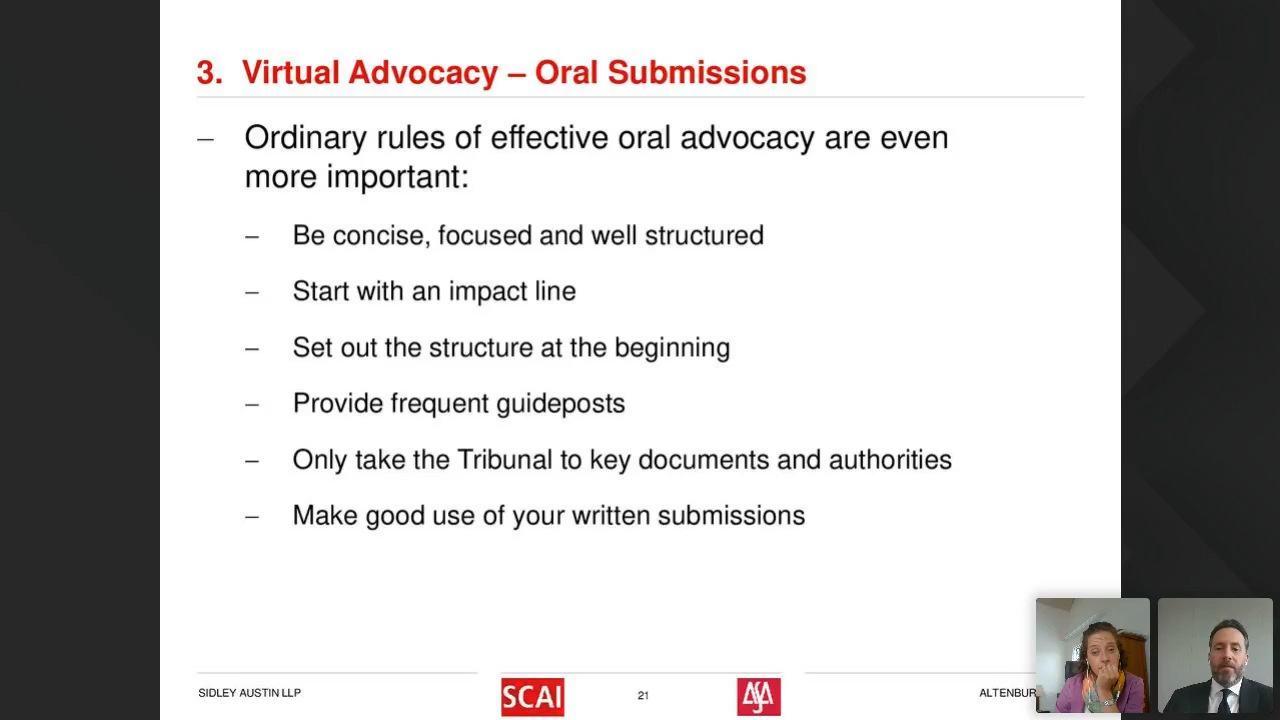 3. Virtual Advocacy – Oral Submissions
– Ordinary rules of effective oral advocacy are even
more important:
– Be concise, focused and well structured
– Start with an impact line
– Set out the structure at the beginning
– Provide frequent guideposts
– Only take the Tribunal to key documents and authorities
– Make good use of your written submissions
SIDLEY AUSTIN LLP
SCAI
21
ASA
ALTENBUR